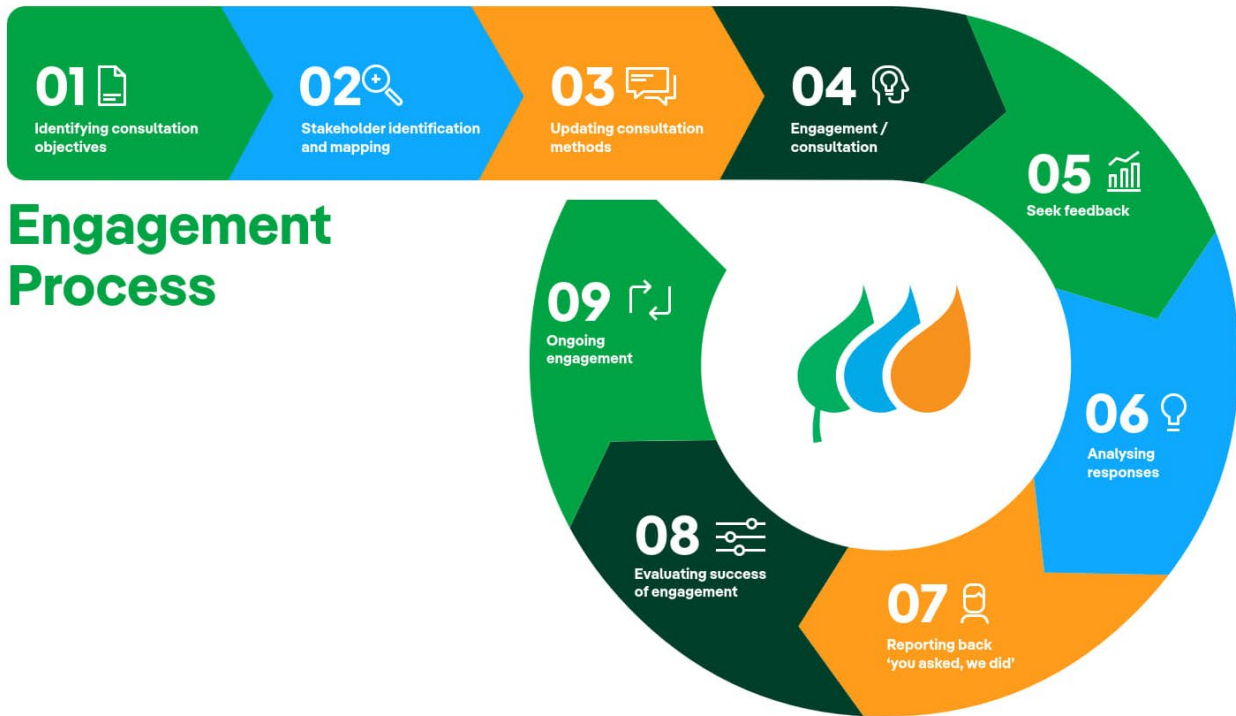 01
Identifying consultation
objectives
02
Stakeholder identification
and mapping
03
Updating consultation
methods
04
Engagement /
consultation
05
Seek feedback
Engagement
Process
09
Ongoing
engagement
06
Analysing
responses
08
Evaluating success
of engagement
07
Reporting back
‘you asked, we did’